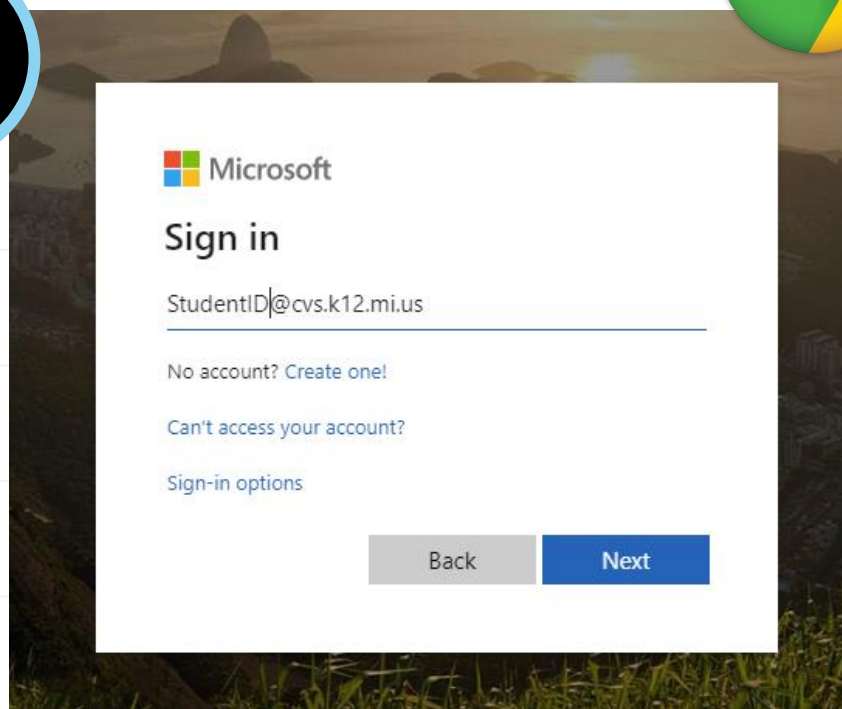 Microsoft
Sign in
StudentID@cvs.k12.mi.us
No account? Create one!
Can't access your account?
Sign-in options
Back
Next